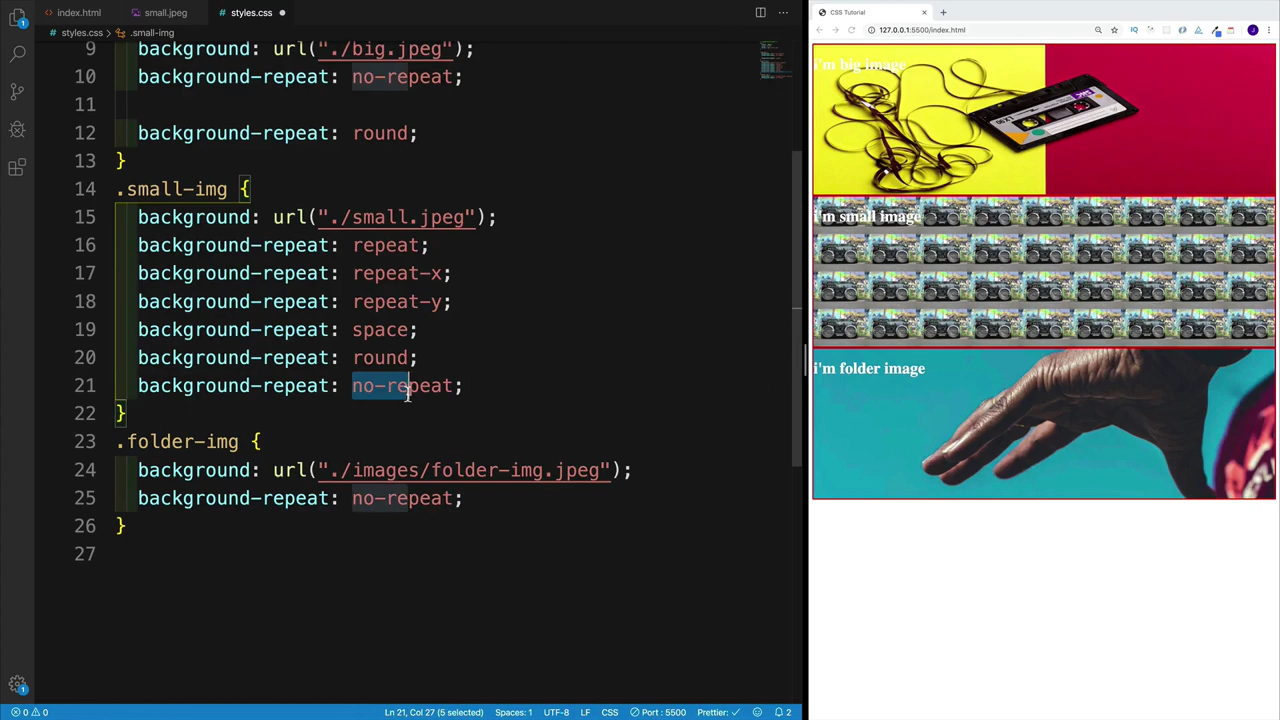 index.html
small.jpeg
styles.css
styles.css > .small-img
9 background: url("./big.jpeg");
10 background-repeat: no-repeat;
11
12 background-repeat: round;
13 }
14 .small-img {
15 background: url("./small.jpeg");
16 background-repeat: repeat;
17 background-repeat: repeat-x;
18 background-repeat: repeat-y;
19 background-repeat: space;
20 background-repeat: round;
21 background-repeat: no-repeat;
22 }
23 .folder-img {
24 background: url("./images/folder-img.jpeg");
25 background-repeat: no-repeat;
26 }
27
0 0 Ln 21, Col 27 (5 selected) Spaces: 1 UTF-8 LF CSS Port : 5500 Prettier: 2
CSS Tutorial
127.0.0.1:5500/index.html
i'm big image
i'm small image
i'm folder image